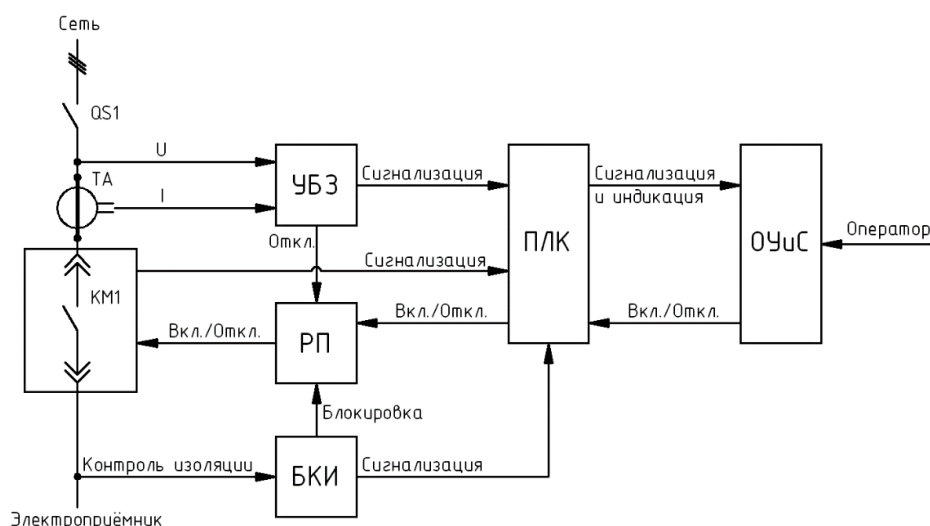 Сеть
QS1
U
TA
I
УБЗ
Сигнализация
Сигнализация
и индикация
ПЛК
ОУиС
Оператор
Откл.
Сигнализация
КМ1
Вкл./Откл.
РП
Вкл./Откл.
Вкл./Откл.
Блокировка
Контроль изоляции
БКИ
Сигнализация
Электроприёмник